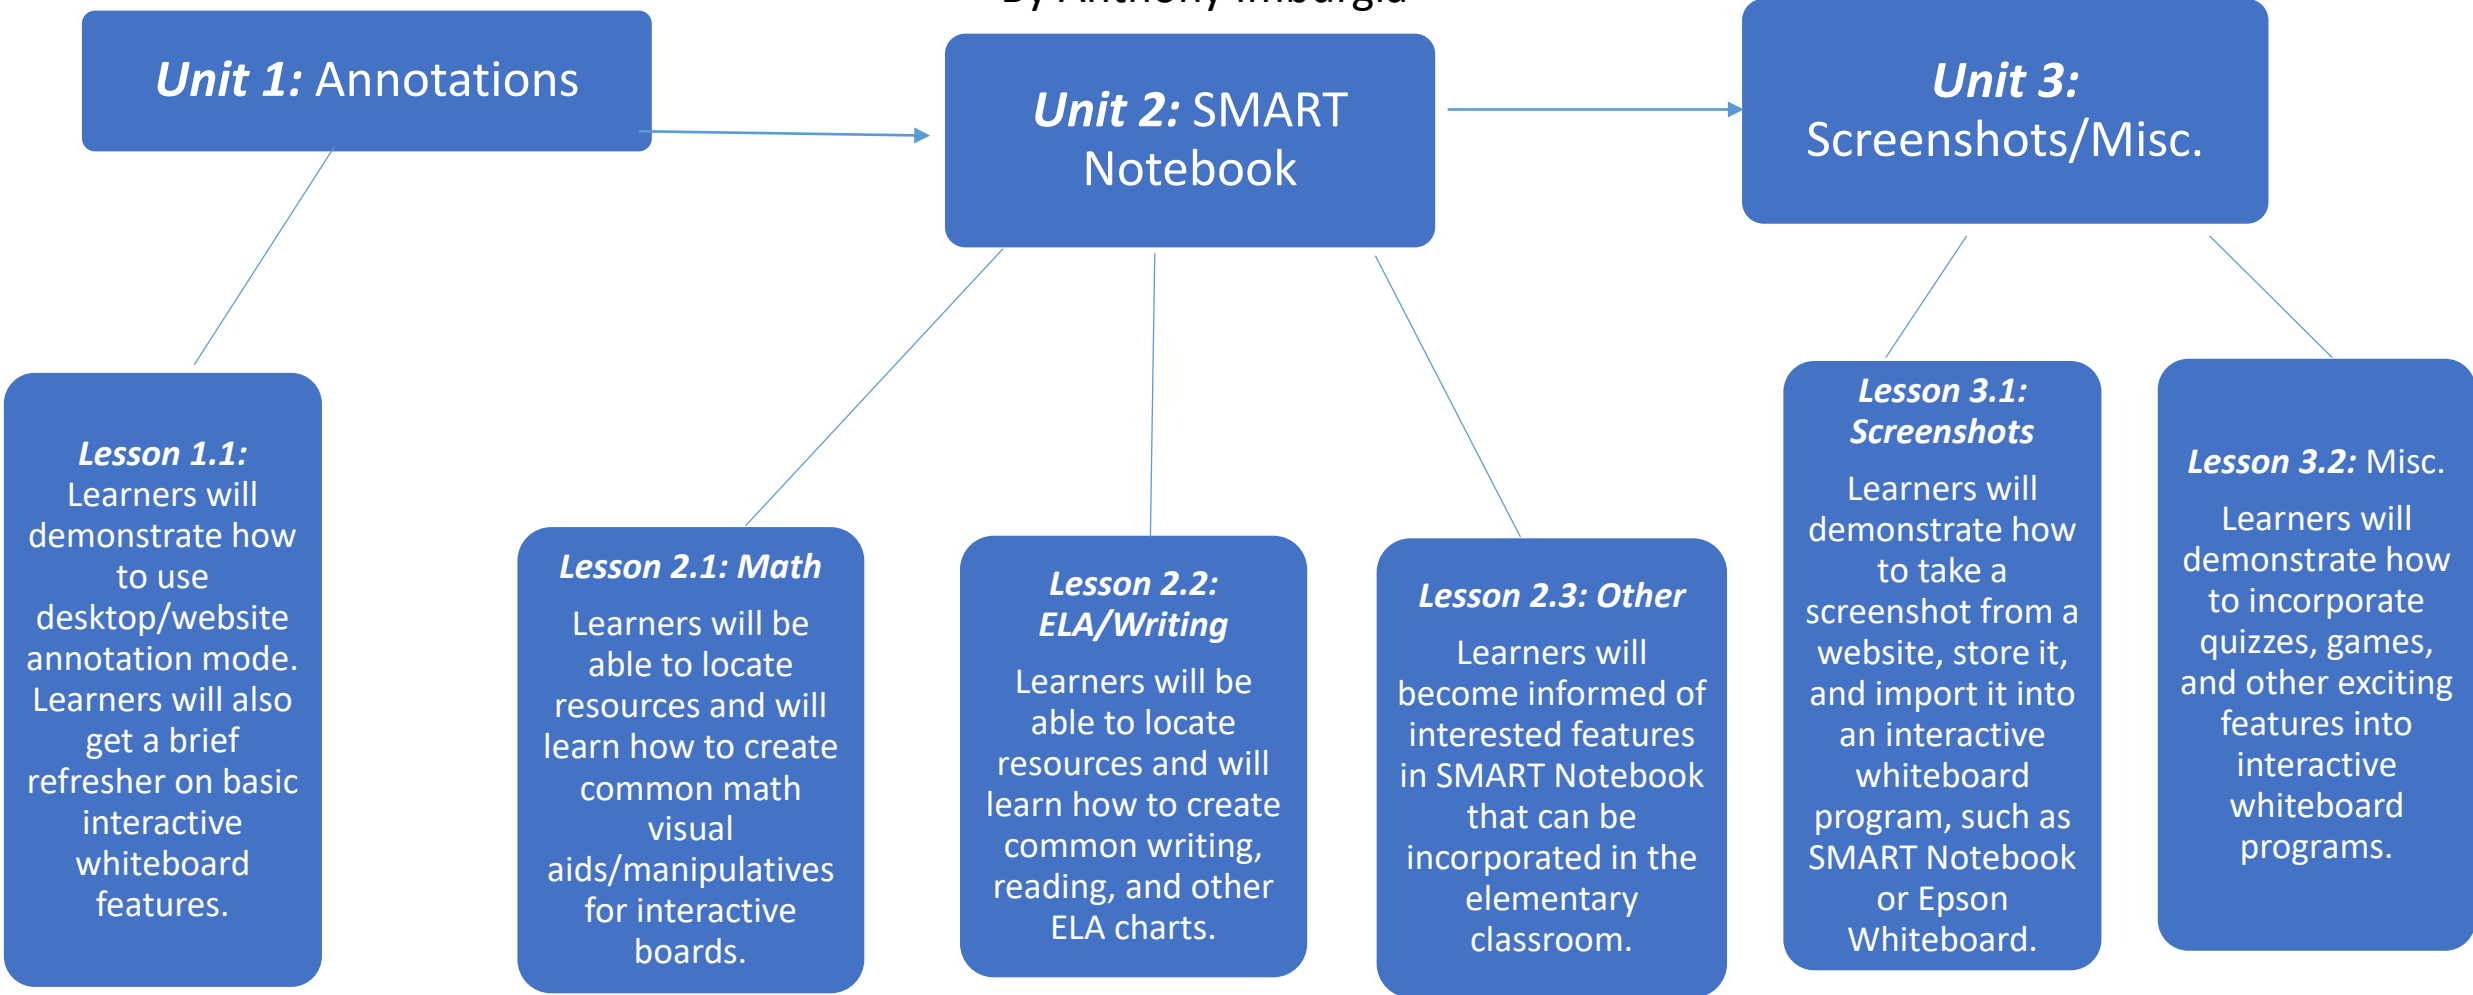 By Anthony Imburgia
Unit 1: Annotations
Unit 2: SMART
Notebook
Unit 3:
Screenshots/Misc.
Lesson 1.1:
Learners will
demonstrate how
to use
desktop/website
annotation mode.
Learners will also
get a brief
refresher on basic
interactive
whiteboard
features.
Lesson 2.1: Math
Learners will be
able to locate
resources and will
learn how to create
common math
visual
aids/manipulatives
for interactive
boards.
Lesson 2.2:
ELA/Writing
Learners will be
able to locate
resources and will
learn how to create
common writing,
reading, and other
ELA charts.
Lesson 2.3: Other
Learners will
become informed of
interested features
in SMART Notebook
that can be
incorporated in the
elementary
classroom.
Lesson 3.1:
Screenshots
Learners will
demonstrate how
to take a
screenshot from a
website, store it,
and import it into
an interactive
whiteboard
program, such as
SMART Notebook
or Epson
Whiteboard.
Lesson 3.2: Misc.
Learners will
demonstrate how
to incorporate
quizzes, games,
and other exciting
features into
interactive
whiteboard
programs.